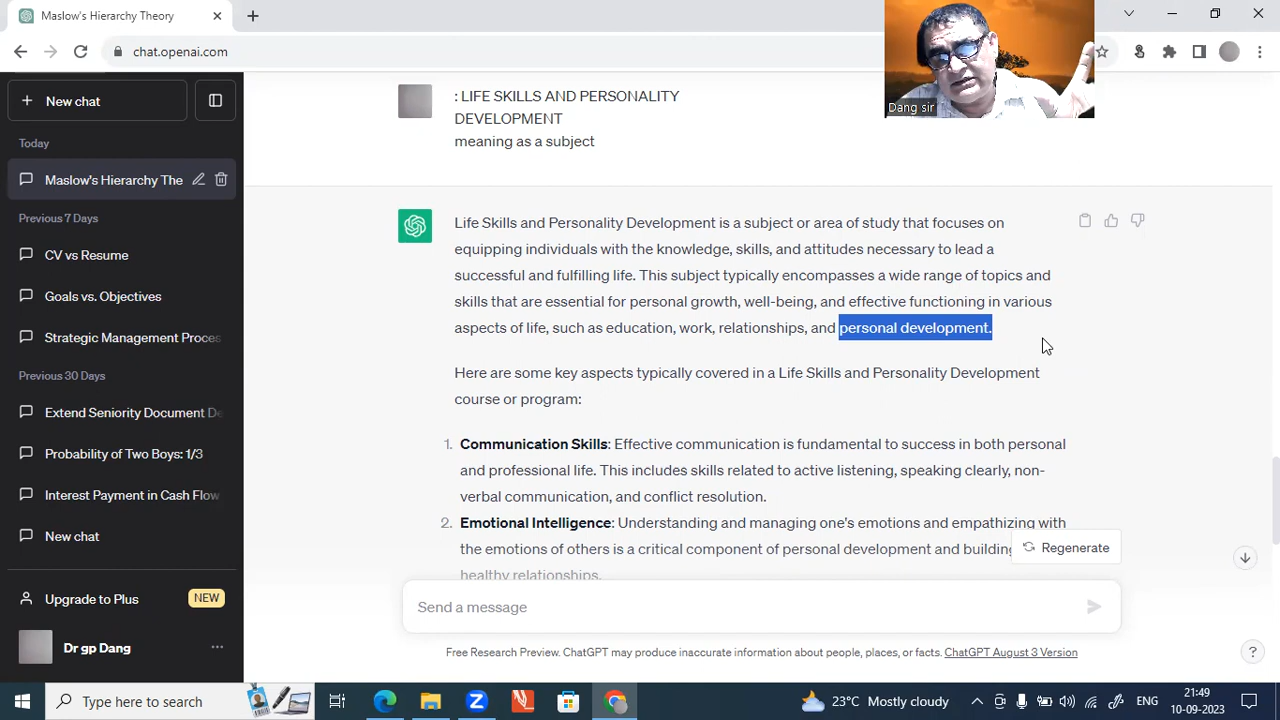 Maslow's Hierarchy Theory
chat.openai.com
Dang sir
New chat
Today
Maslow's Hierarchy The
Previous 7 Days
CV vs Resume
Goals vs. Objectives
Strategic Management Proces
Previous 30 Days
Extend Seniority Document De
Probability of Two Boys: 1/3
Interest Payment in Cash Flow
New chat
Upgrade to Plus NEW
Dr gp Dang
: LIFE SKILLS AND PERSONALITY
DEVELOPMENT
meaning as a subject
Life Skills and Personality Development is a subject or area of study that focuses on
equipping individuals with the knowledge, skills, and attitudes necessary to lead a
successful and fulfilling life. This subject typically encompasses a wide range of topics and
skills that are essential for personal growth, well-being, and effective functioning in various
aspects of life, such as education, work, relationships, and personal development.
Here are some key aspects typically covered in a Life Skills and Personality Development
course or program:
1. Communication Skills: Effective communication is fundamental to success in both personal
and professional life. This includes skills related to active listening, speaking clearly, non-
verbal communication, and conflict resolution.
2. Emotional Intelligence: Understanding and managing one's emotions and empathizing with
the emotions of others is a critical component of personal development and building
healthy relationships.
Regenerate
Send a message
Free Research Preview. ChatGPT may produce inaccurate information about people, places, or facts. ChatGPT August 3 Version
?
Type here to search
23°C Mostly cloudy
ENG
21:49
10-09-2023